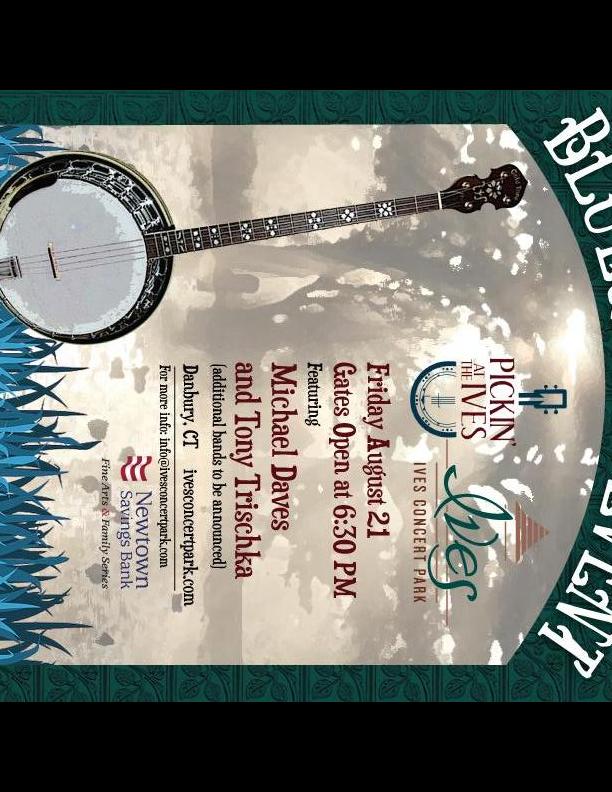 PICKIN'
AT THE IVES
Ives
IVES CONCERT PARK
Friday August 21
Gates Open at 6:30 PM
Featuring
Michael Daves
and Tony Trischka
(additional bands to be announced)
Danbury, CT ivesconcertpark.com
For more info: info@ivesconcertpark.com
Newtown
Savings Bank
Fine Arts & Family Series